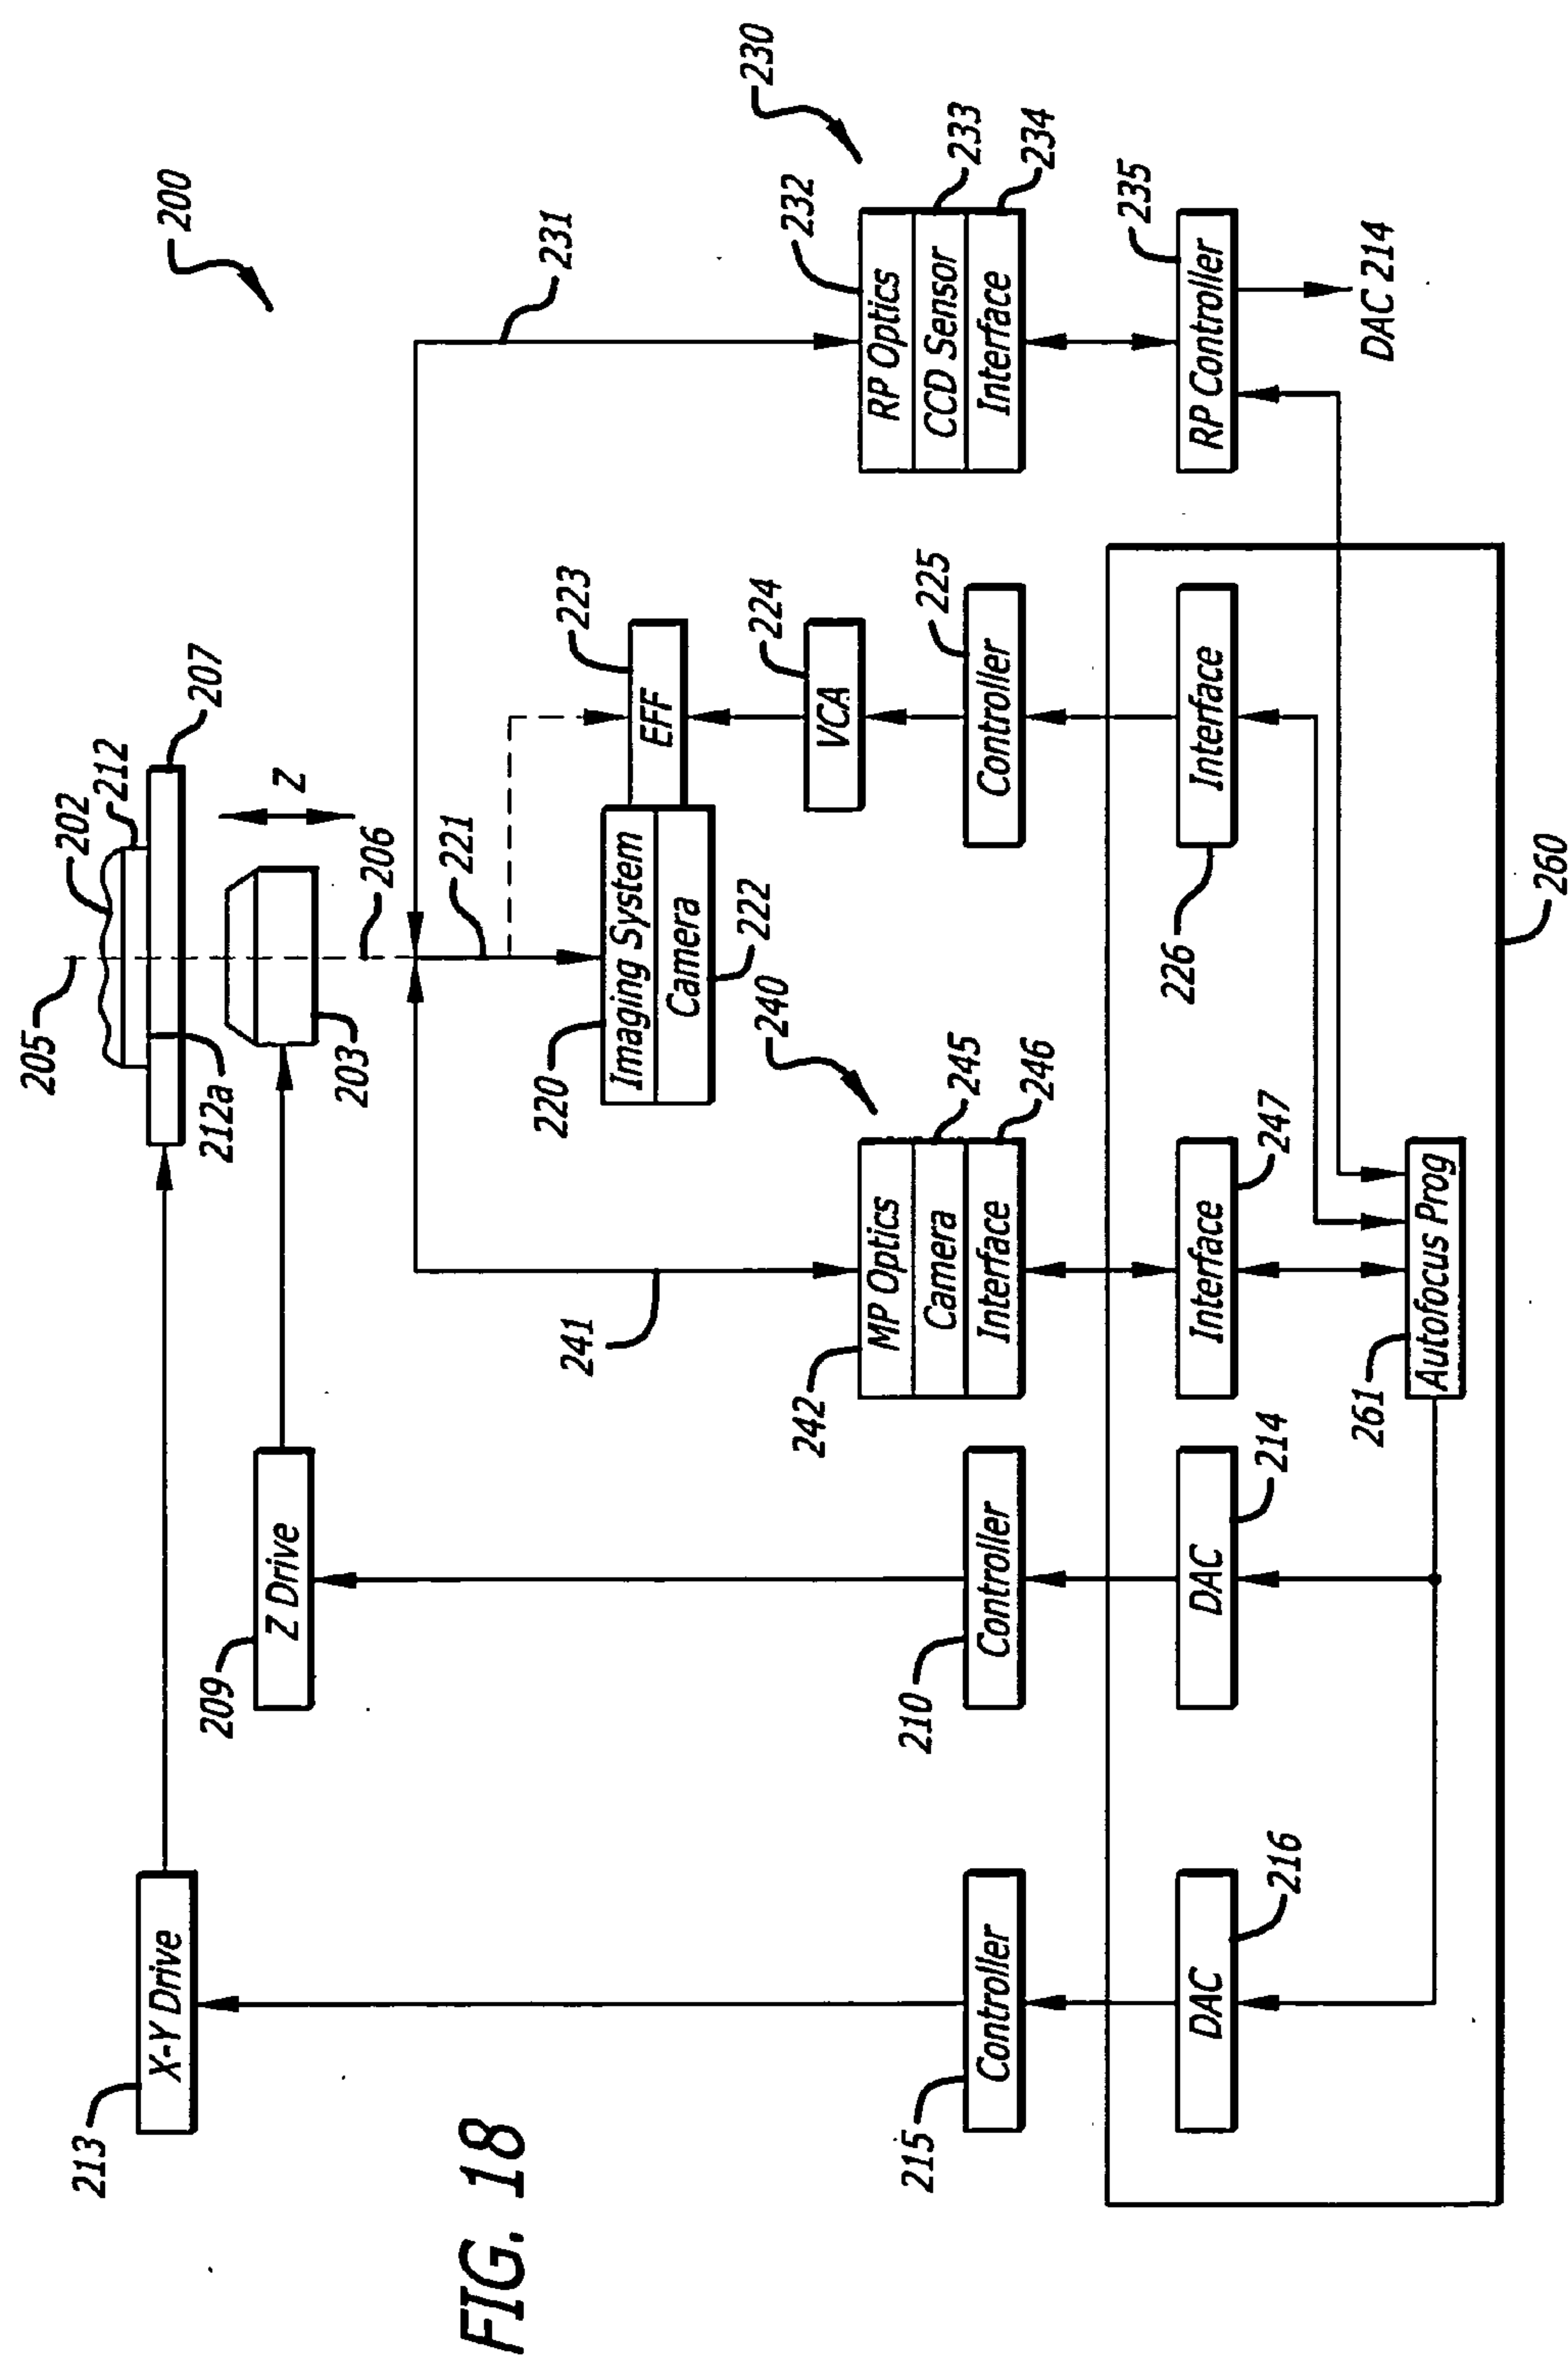 FIG. 18
200
205
202
212
207
212a
Z
203
206
213
X-Y Drive
209
Z Drive
221
231
241
220
Imaging System
Camera
222
EFF
223
VCA
224
Controller
225
Interface
226
230
RP Optics
232
CCD Sensor
233
Interface
234
RP Controller
235
DAC 214
240
MP Optics
242
Camera
245
Interface
246
Interface
247
Controller
210
DAC
214
Controller
215
DAC
216
Autofocus Prog
261
260